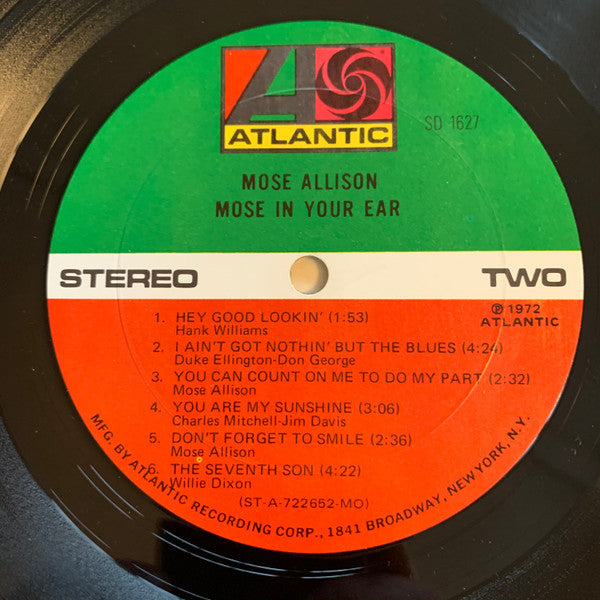 ATLANTIC
SD 1627
MOSE ALLISON
MOSE IN YOUR EAR
STEREO
TWO
℗ 1972
ATLANTIC
1. HEY GOOD LOOKIN' (1:53)
Hank Williams
2. I AIN'T GOT NOTHIN' BUT THE BLUES (4:24)
Duke Ellington-Don George
3. YOU CAN COUNT ON ME TO DO MY PART (2:32)
Mose Allison
4. YOU ARE MY SUNSHINE (3:06)
Charles Mitchell-Jim Davis
5. DON'T FORGET TO SMILE (2:36)
Mose Allison
6. THE SEVENTH SON (4:22)
Willie Dixon
(ST-A-722652-MO)
MFG. BY ATLANTIC RECORDING CORP., 1841 BROADWAY, NEW YORK, N.Y.